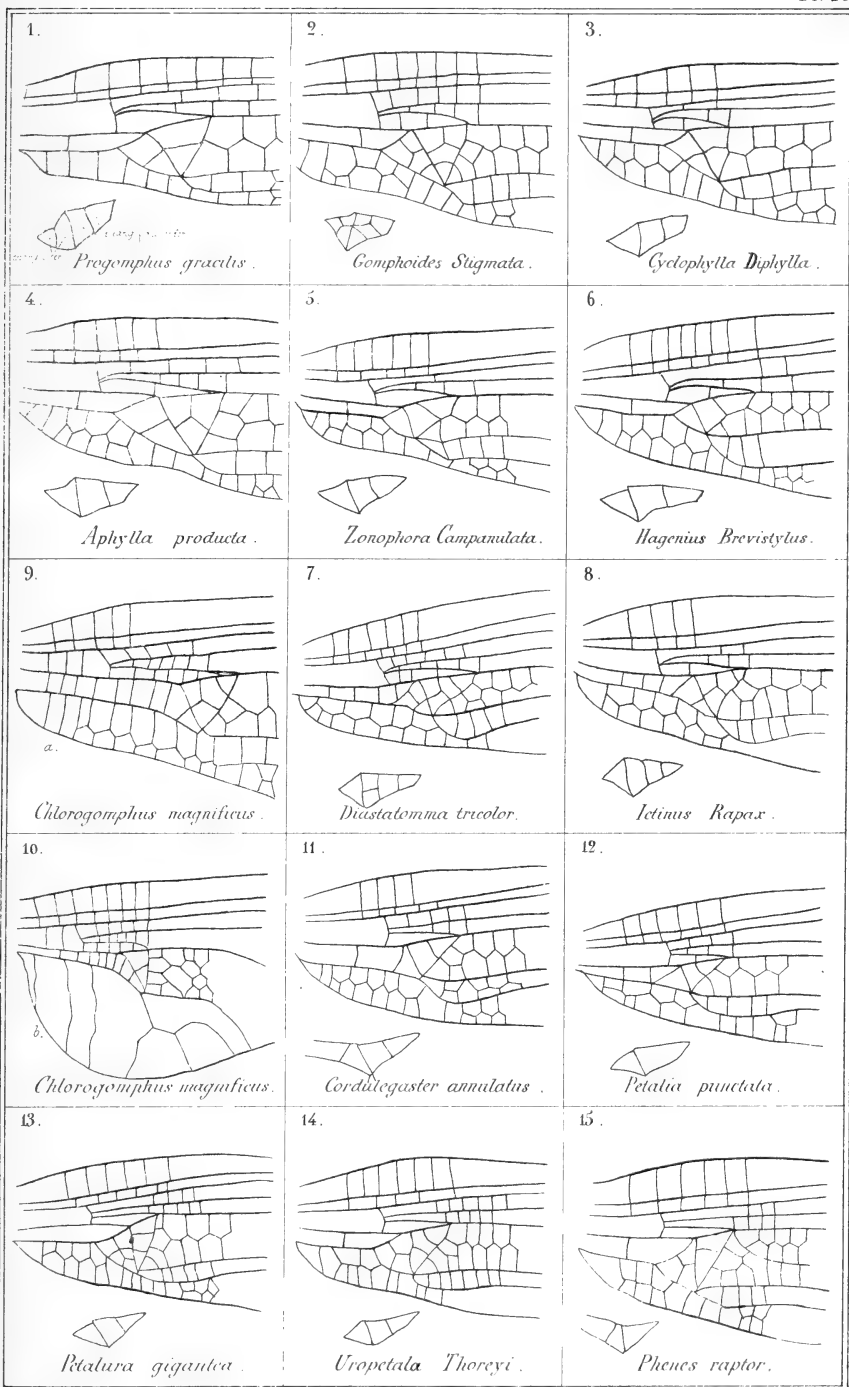 1.
Progomphus gracilis.
2.
Gomphoides Stigmata.
3.
Cyclophylla Diphylla.
4.
Aphylla producta.
5.
Zonophora Campanulata.
6.
Hagenius Brevistylus.
9.
a.
Chlorogomphus magnificus.
7.
Diastatomma tricolor.
8.
Ictinus Rapax.
10.
b.
Chlorogomphus magnificus.
11.
Cordulegaster annulatus.
12.
Petalia punctata.
13.
Petalura gigantea.
14.
Uropetala Thoreyi.
15.
Phenes raptor.